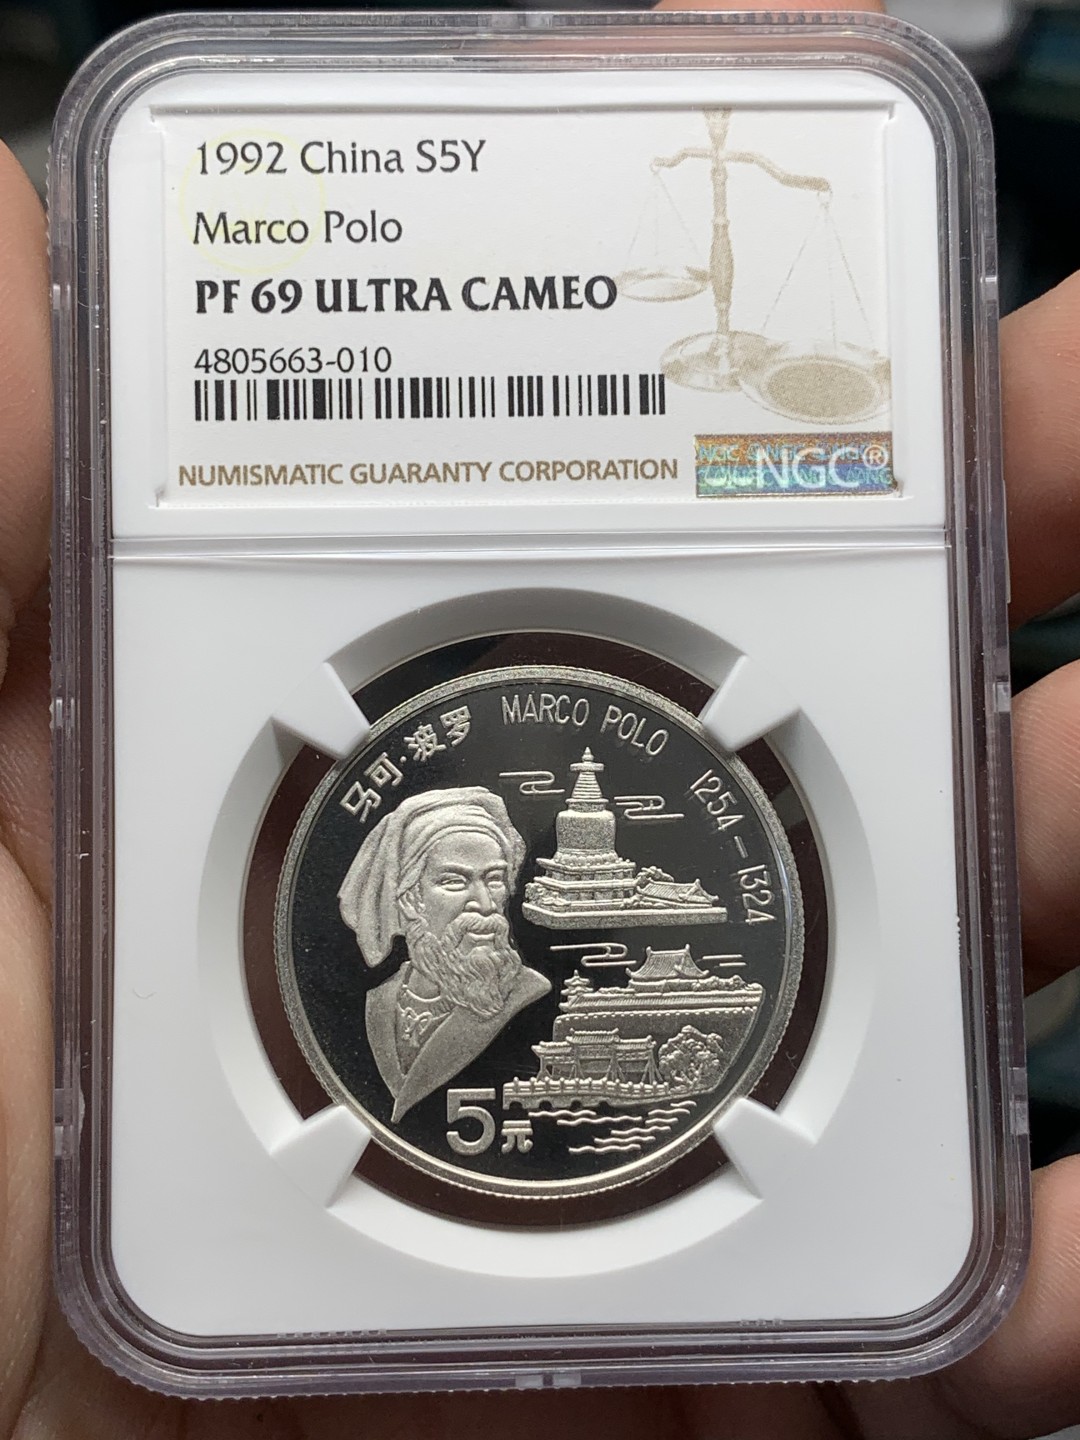 1992 China S5Y
Marco Polo
PF 69 ULTRA CAMEO
4805663-010
NUMISMATIC GUARANTY CORPORATION
NGC®
马可·波罗 MARCO POLO 1254-1324
5元